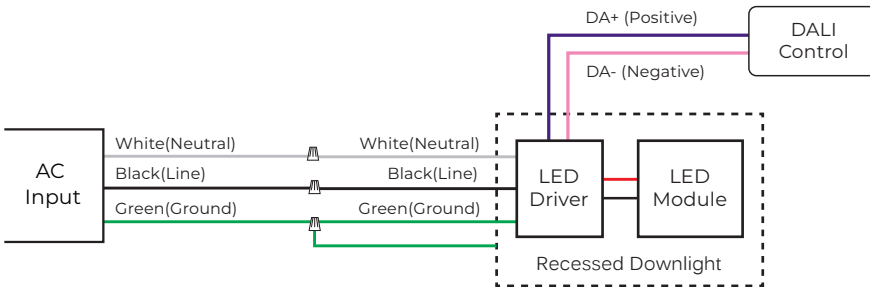 DA+ (Positive)
DALI
Control
DA- (Negative)
AC
Input
White(Neutral)
White(Neutral)
Black(Line)
Black(Line)
Green(Ground)
Green(Ground)
LED
Driver
LED
Module
Recessed Downlight